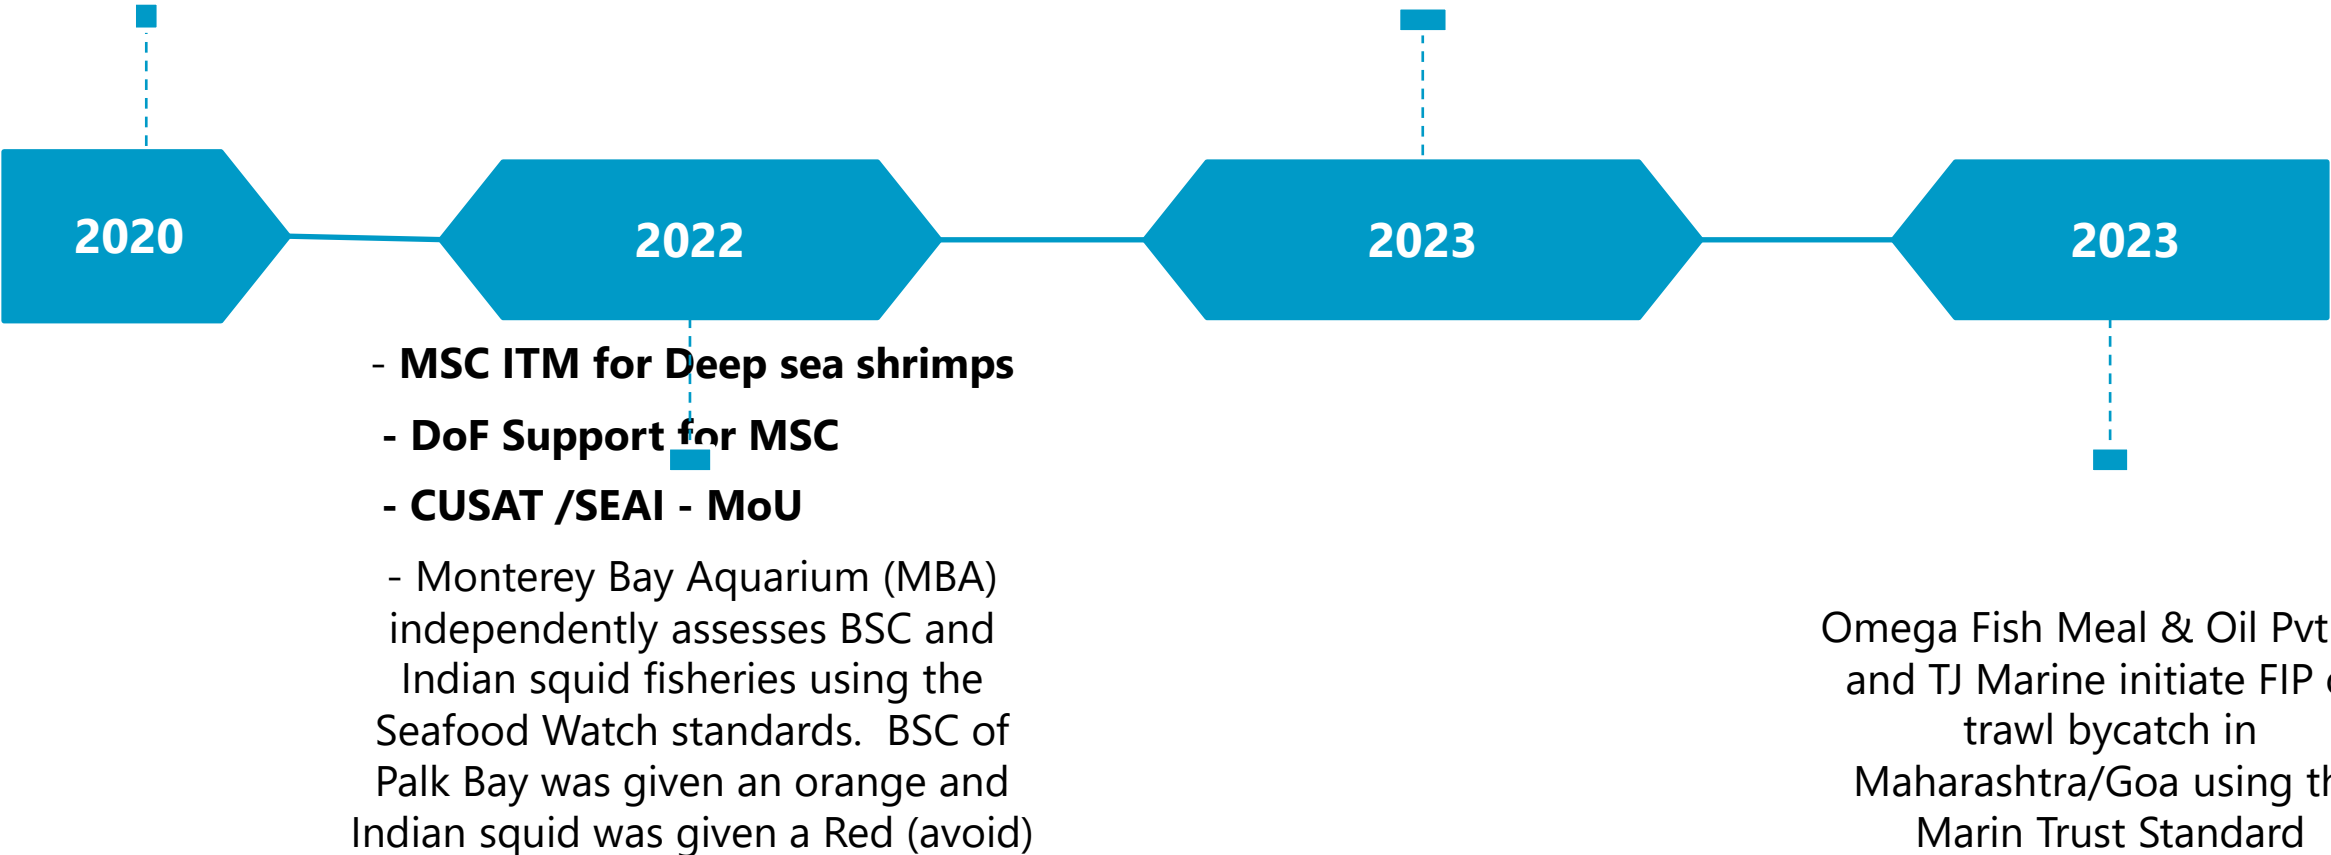 2020
2022
2023
2023
- MSC ITM for Deep sea shrimps
- DoF Support for MSC
- CUSAT /SEAI - MoU
- Monterey Bay Aquarium (MBA)
independently assesses BSC and
Indian squid fisheries using the
Seafood Watch standards.  BSC of
Palk Bay was given an orange and
Indian squid was given a Red (avoid)
Omega Fish Meal & Oil Pvt
and TJ Marine initiate FIP
trawl bycatch in
Maharashtra/Goa using
Marin Trust Standard